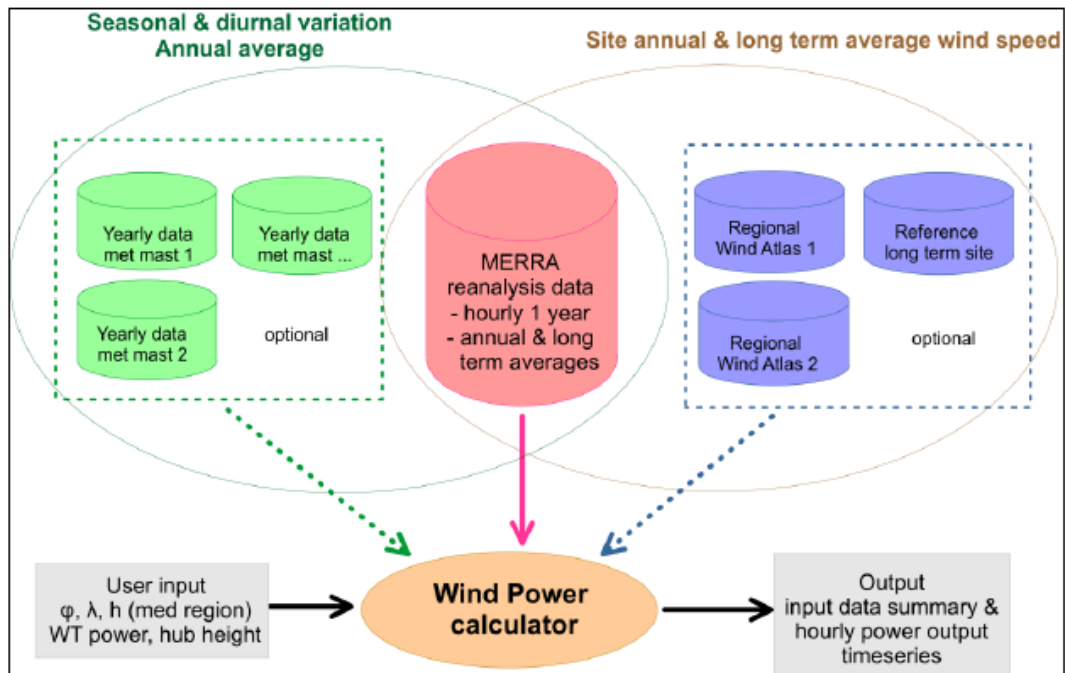 Seasonal & diurnal variation
Annual average
Site annual & long term average wind speed
Yearly data
met mast 1
Yearly data
met mast ...
Yearly data
met mast 2
optional
MERRA
reanalysis data
- hourly 1 year
- annual & long
term averages
Regional
Wind Atlas 1
Reference
long term site
Regional
Wind Atlas 2
optional
User input
φ, λ, h (med region)
WT power, hub height
Wind Power
calculator
Output
input data summary &
hourly power output
timeseries